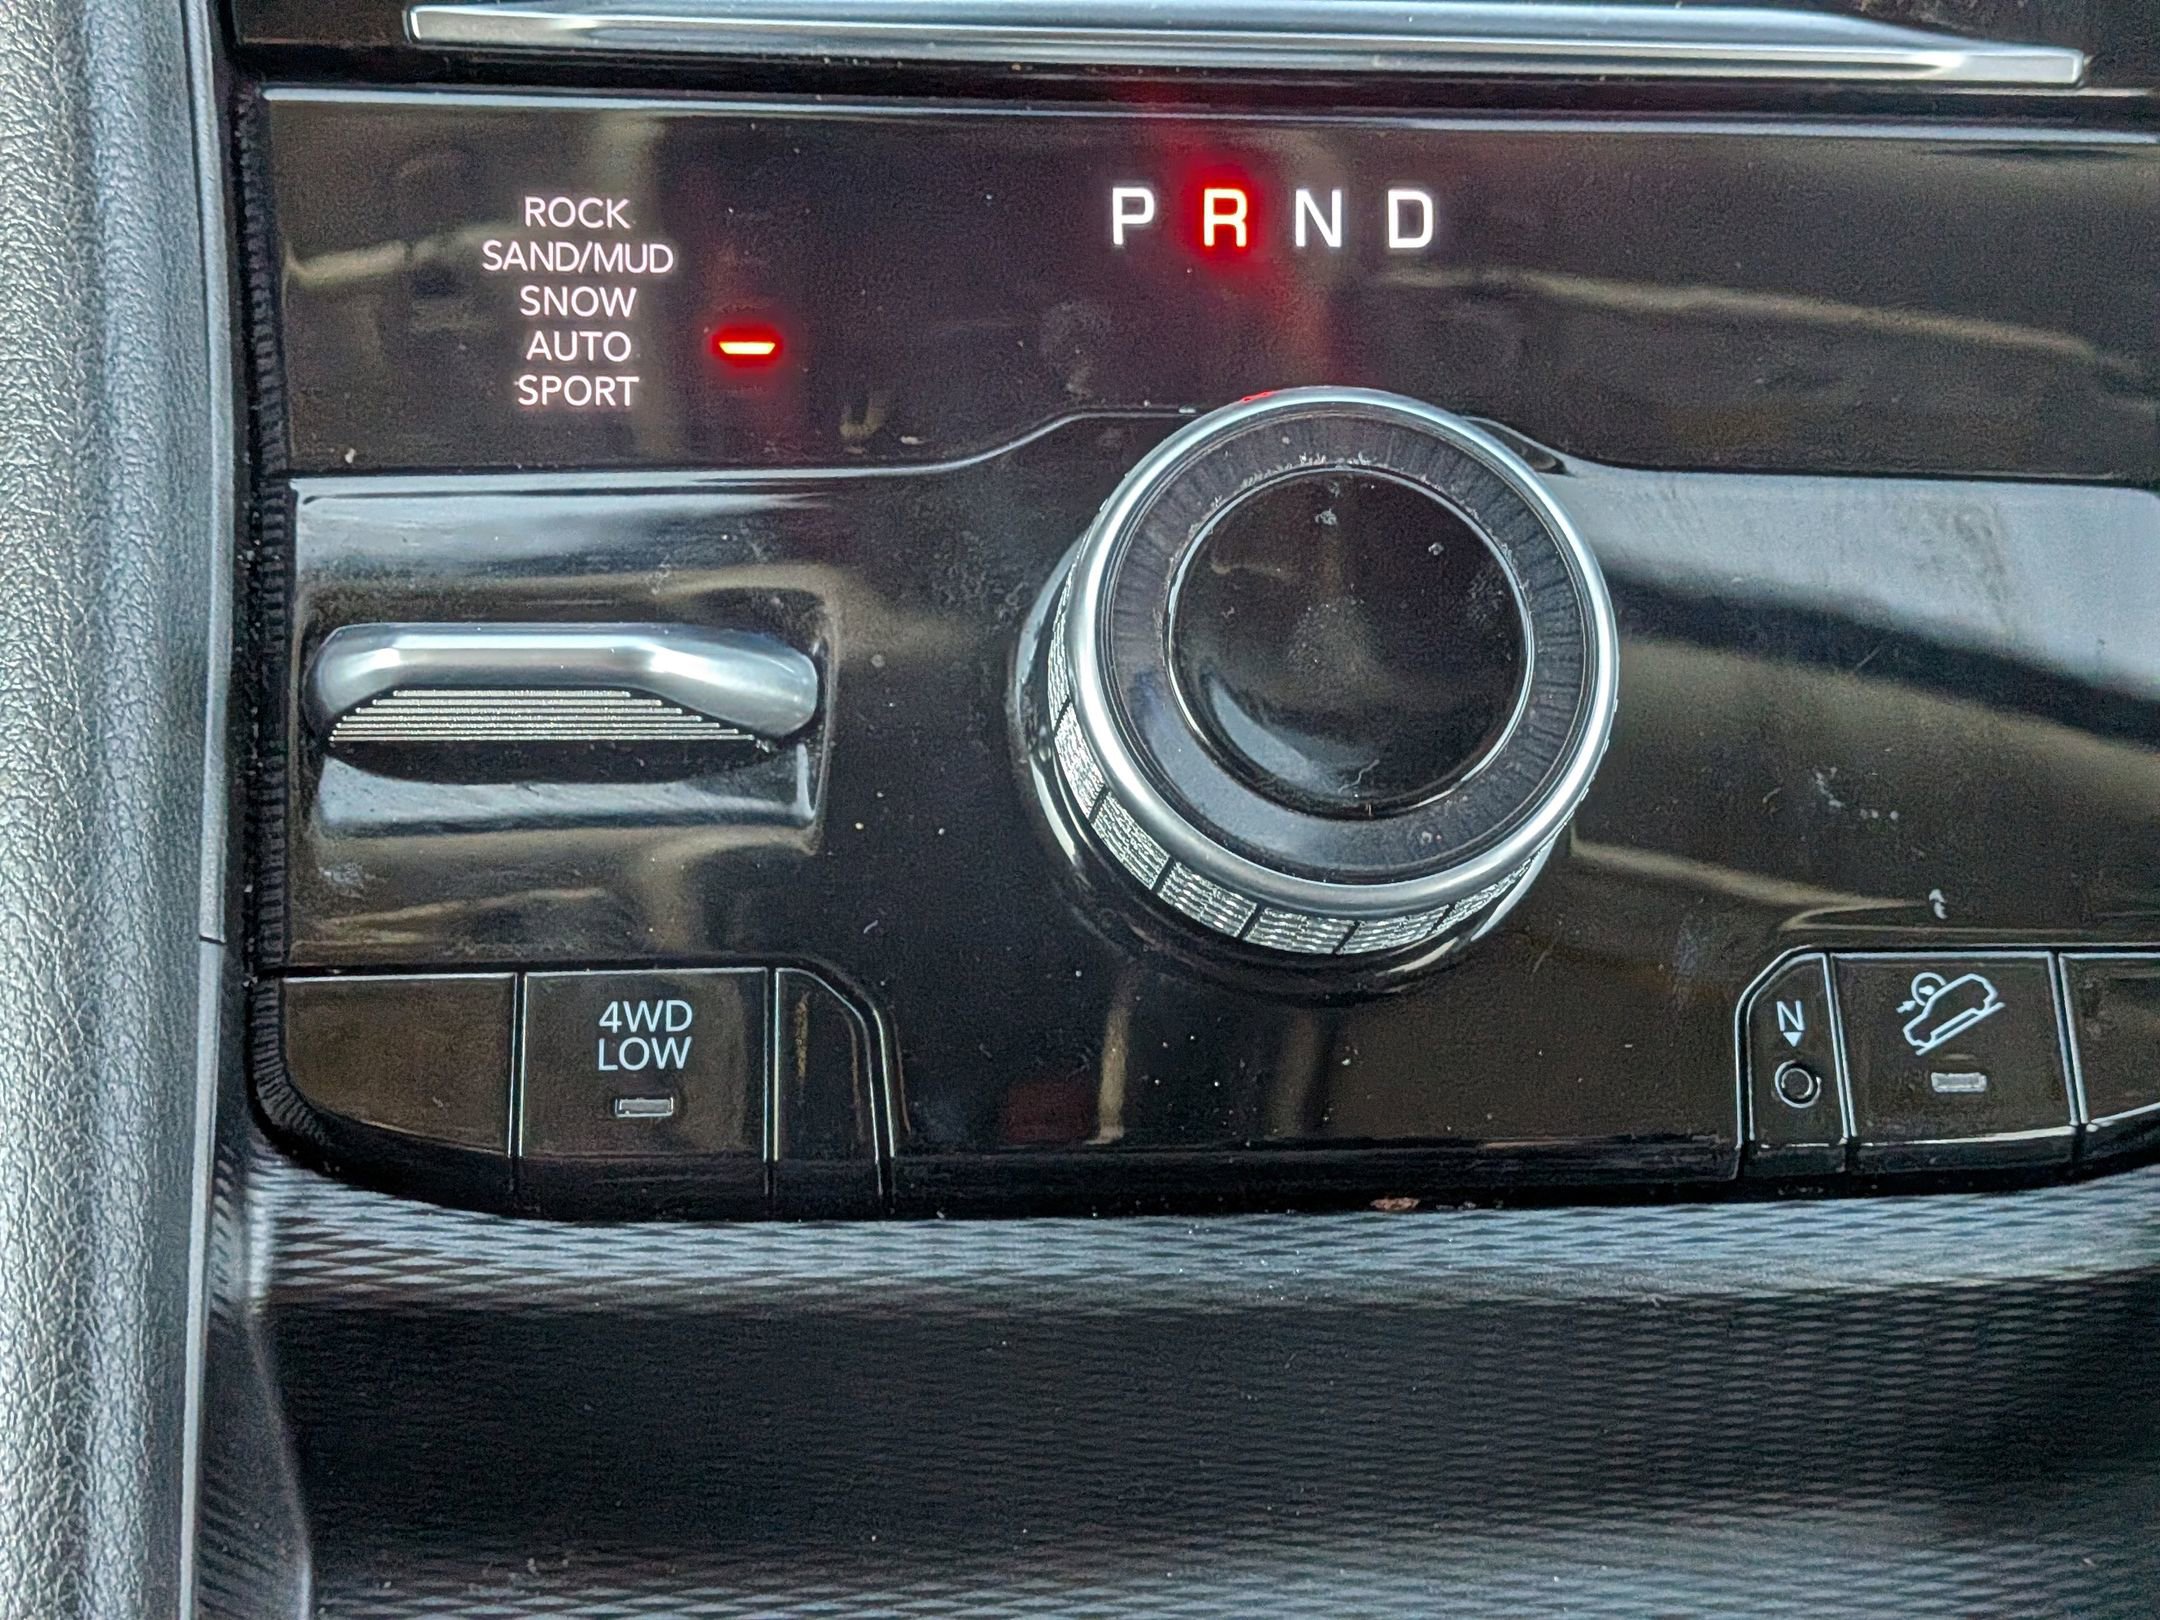 P R N D
ROCK
SAND/MUD
SNOW
AUTO
SPORT
4WD
LOW
N